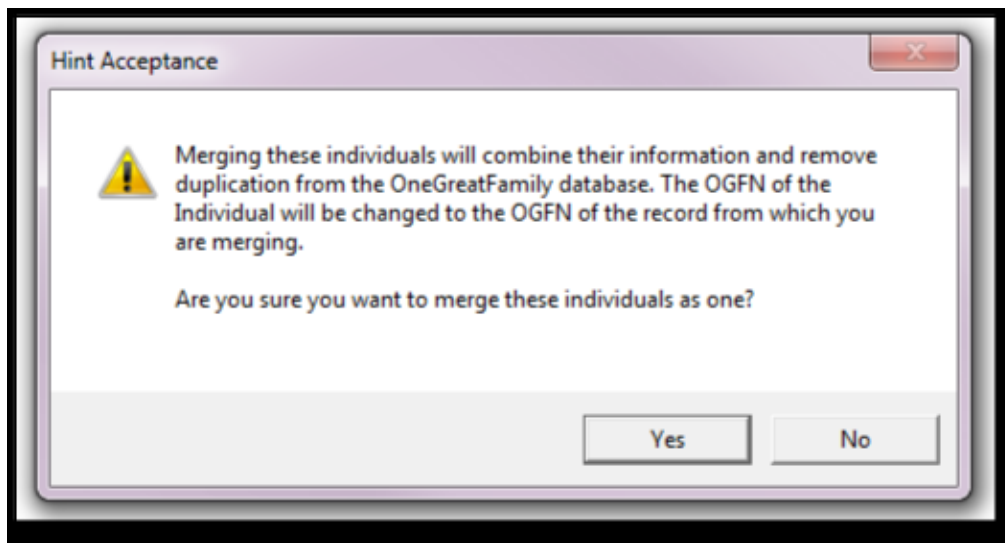 Hint Acceptance
Merging these individuals will combine their information and remove
duplication from the OneGreatFamily database. The OGFN of the
Individual will be changed to the OGFN of the record from which you
are merging.
Are you sure you want to merge these individuals as one?
Yes
No